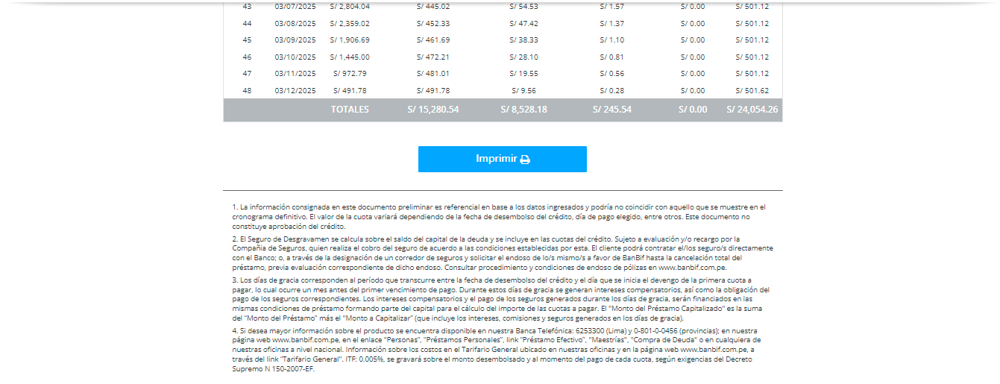 43 03/07/2025 S/ 2,804.04 S/ 445.02 S/ 54.53 S/ 1.57 S/ 0.00 S/ 501.12
44 03/08/2025 S/ 2,359.02 S/ 452.33 S/ 47.42 S/ 1.37 S/ 0.00 S/ 501.12
45 03/09/2025 S/ 1,906.69 S/ 461.69 S/ 38.33 S/ 1.10 S/ 0.00 S/ 501.12
46 03/10/2025 S/ 1,445.00 S/ 472.21 S/ 28.10 S/ 0.81 S/ 0.00 S/ 501.12
47 03/11/2025 S/ 972.79 S/ 481.01 S/ 19.55 S/ 0.56 S/ 0.00 S/ 501.12
48 03/12/2025 S/ 491.78 S/ 491.78 S/ 9.56 S/ 0.28 S/ 0.00 S/ 501.62
TOTALES S/ 15,280.54 S/ 8,528.18 S/ 245.54 S/ 0.00 S/ 24,054.26
Imprimir
1. La información consignada en este documento preliminar es referencial en base a los datos ingresados y podría no coincidir con aquello que se muestre en el
cronograma definitivo. El valor de la cuota variará dependiendo de la fecha de desembolso del crédito, día de pago elegido, entre otros. Este documento no
constituye aprobación del crédito.
2. El Seguro de Desgravamen se calcula sobre el saldo del capital de la deuda y se incluye en las cuotas del crédito. Sujeto a evaluación y/o recargo por la
Compañía de Seguros, quien realiza el cobro del seguro de acuerdo a las condiciones establecidas por esta. El cliente podrá contratar el/los seguro/s directamente
con el Banco; o, a través de la designación de un corredor de seguros y solicitar el endoso de lo/s mismo/s a favor de BanBif hasta la cancelación total del
préstamo, previa evaluación correspondiente de dicho endoso. Consultar procedimiento y condiciones de endoso de pólizas en www.banbif.com.pe.
3. Los días de gracia corresponden al período que transcurre entre la fecha de desembolso del crédito y el día que se inicia el devengo de la primera cuota a
pagar, lo cual ocurre un mes antes del primer vencimiento de pago. Durante estos días de gracia se generan intereses compensatorios, así como la obligación del
pago de los seguros correspondientes. Los intereses compensatorios y el pago de los seguros generados durante los días de gracia, serán financiados en las
mismas condiciones de préstamo formando parte del capital para el cálculo del importe de las cuotas a pagar. El "Monto del Préstamo Capitalizado" es la suma
del “Monto del Préstamo” más el "Monto a Capitalizar” (que incluye los intereses, comisiones y seguros generados en los días de gracia).
4. Si desea mayor información sobre el producto se encuentra disponible en nuestra Banca Telefónica: 6253300 (Lima) y 0-801-0-0456 (provincias); en nuestra
página web www.banbif.com.pe, en el enlace "Personas”, “Préstamos Personales”, link “Préstamo Efectivo”, "Maestrías", "Compra de Deuda" o en cualquiera de
nuestras oficinas a nivel nacional. Información sobre los costos en el Tarifario General ubicado en nuestras oficinas y en la página web www.banbif.com.pe, a
través del link “Tarifario General”. ITF: 0.005%, se gravará sobre el monto desembolsado y al momento del pago de cada cuota, según exigencias del Decreto
Supremo N 150-2007-EF.